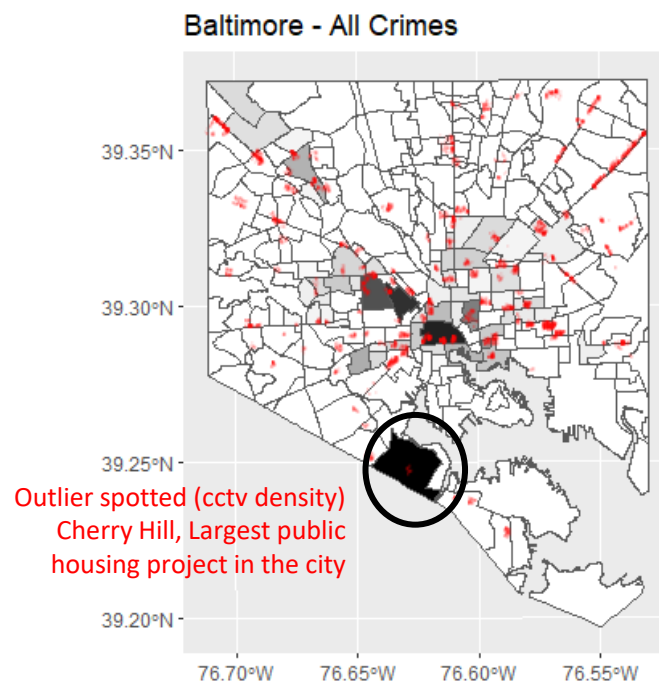 Baltimore - All Crimes
39.35°N
39.30°N
39.25°N
Outlier spotted (cctv density)
Cherry Hill, Largest public
housing project in the city
39.20°N
76.70°W
76.65°W
76.60°W
76.55°W